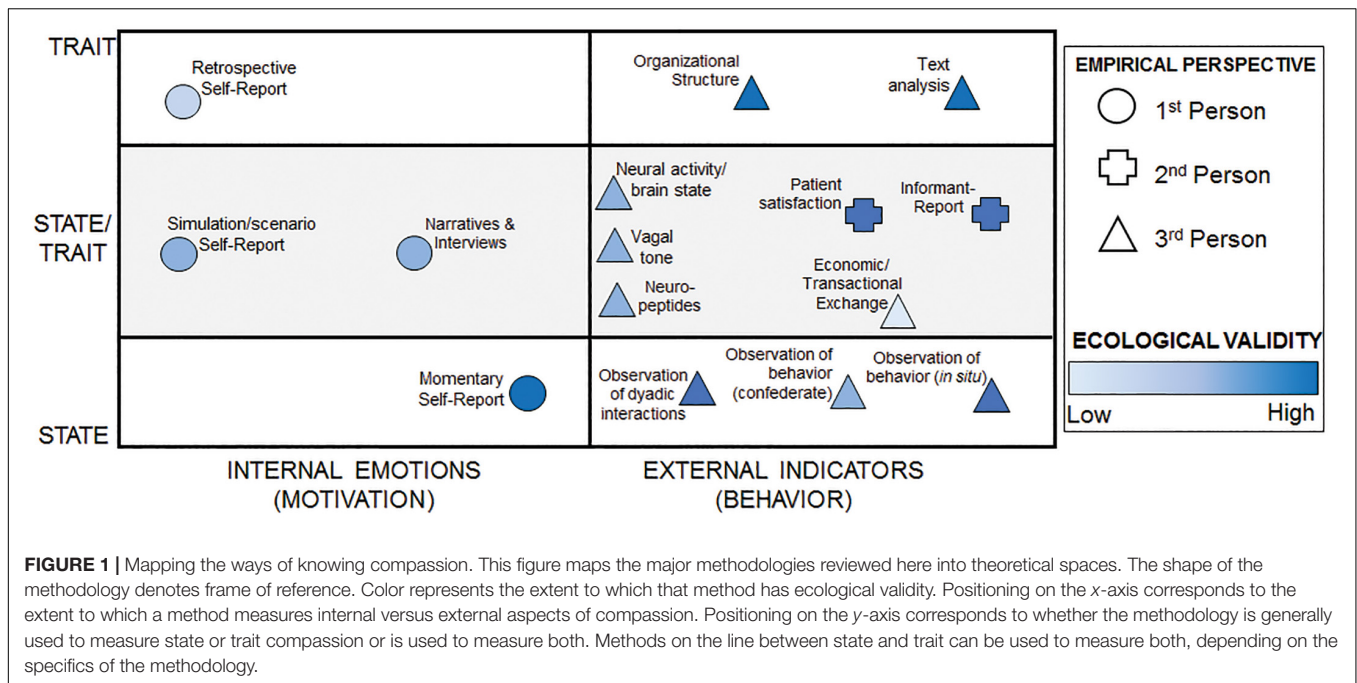 TRAIT
Retrospective
Self-Report
Organizational
Structure
Text
analysis
STATE/
TRAIT
Simulation/scenario
Self-Report
Narratives &
Interviews
Neural activity/
brain state
Vagal
tone
Neuro-
peptides
Patient
satisfaction
Informant-
Report
Economic/
Transactional
Exchange
STATE
Momentary
Self-Report
Observation
of dyadic
interactions
Observation of
behavior
(confederate)
Observation of
behavior (in situ)
INTERNAL EMOTIONS
(MOTIVATION)
EXTERNAL INDICATORS
(BEHAVIOR)
EMPIRICAL PERSPECTIVE
1st Person
2nd Person
3rd Person
ECOLOGICAL VALIDITY
Low
High
FIGURE 1 | Mapping the ways of knowing compassion. This figure maps the major methodologies reviewed here into theoretical spaces. The shape of the
methodology denotes frame of reference. Color represents the extent to which that method has ecological validity. Positioning on the x-axis corresponds to the
extent to which a method measures internal versus external aspects of compassion. Positioning on the y-axis corresponds to whether the methodology is generally
used to measure state or trait compassion or is used to measure both. Methods on the line between state and trait can be used to measure both, depending on the
specifics of the methodology.